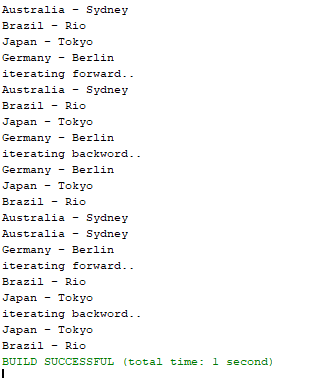 Australia - Sydney
Brazil - Rio
Japan - Tokyo
Germany - Berlin
iterating forward..
Australia - Sydney
Brazil - Rio
Japan - Tokyo
Germany - Berlin
iterating backword..
Germany - Berlin
Japan - Tokyo
Brazil - Rio
Australia - Sydney
Australia - Sydney
Germany - Berlin
iterating forward..
Brazil - Rio
Japan - Tokyo
iterating backword..
Japan - Tokyo
Brazil - Rio
BUILD SUCCESSFUL (total time: 1 second)